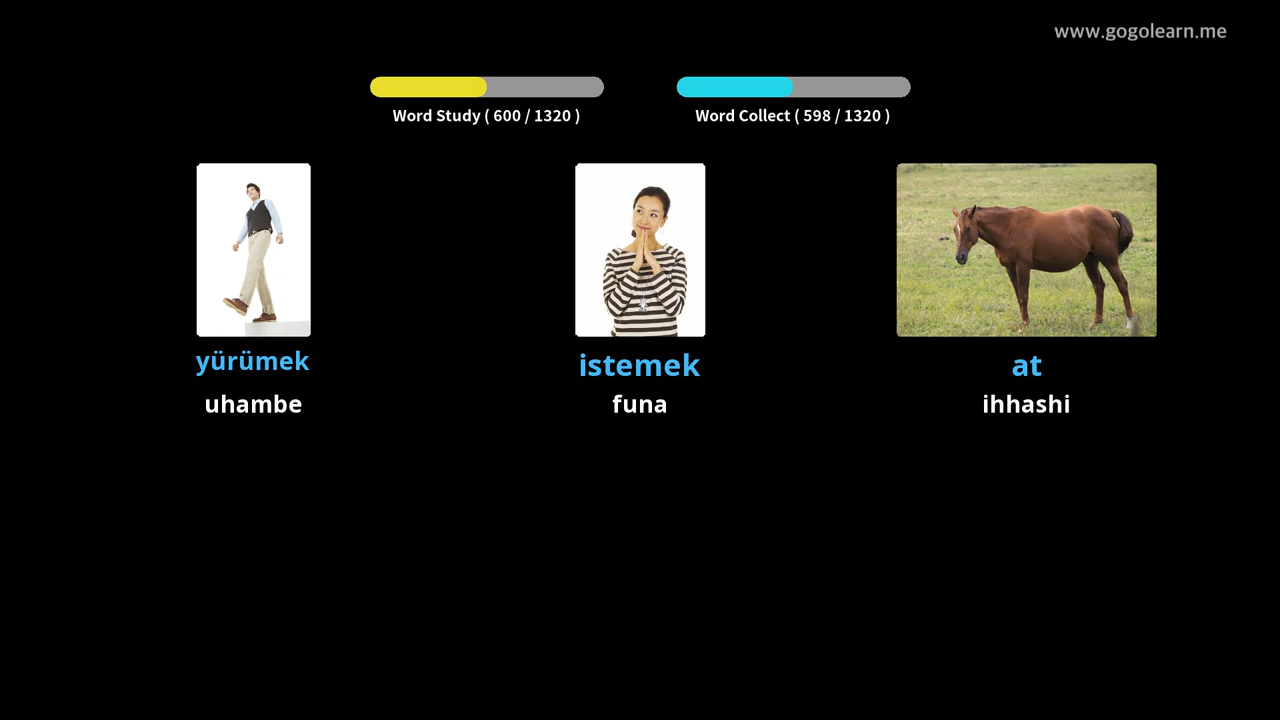 www.gogolearn.me
Word Study ( 600 / 1320 )
Word Collect ( 598 / 1320 )
yürümek
istemek
at
uhambe
funa
ihhashi